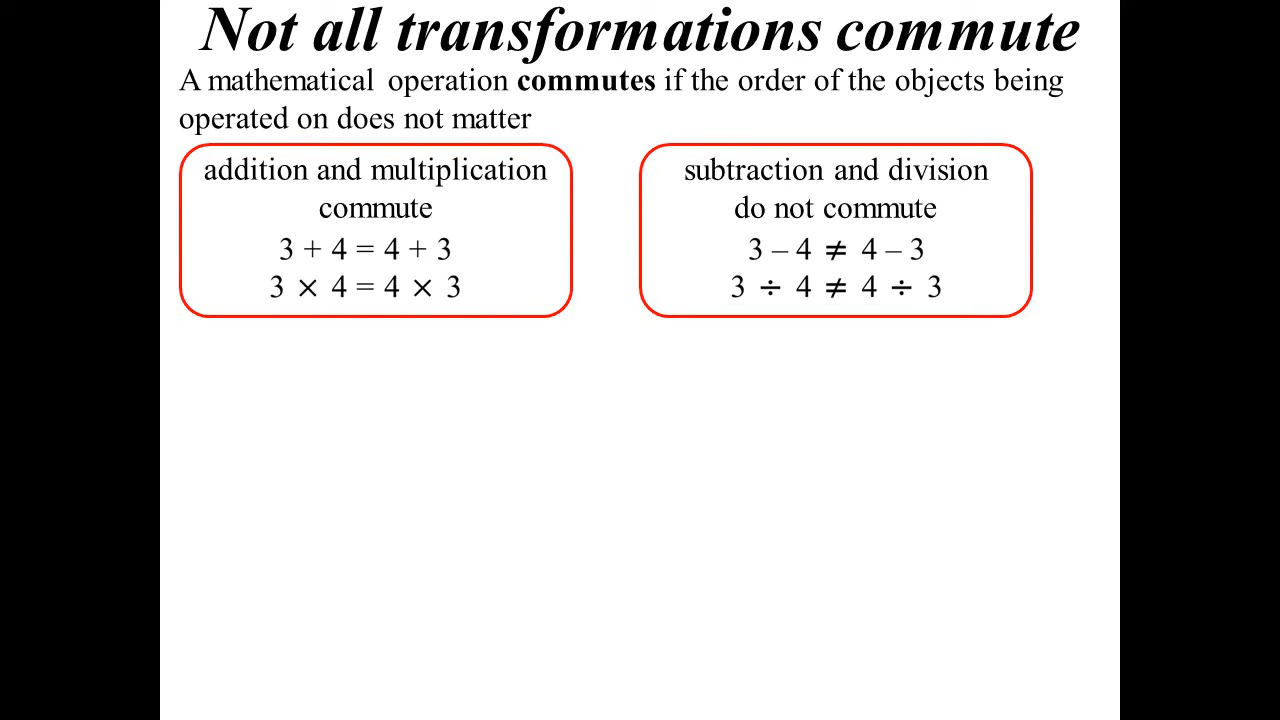 Not all transformations commute
A mathematical operation commutes if the order of the objects being
operated on does not matter
addition and multiplication
commute
3 + 4 = 4 + 3
3 × 4 = 4 × 3
subtraction and division
do not commute
3 – 4 ≠ 4 – 3
3 ÷ 4 ≠ 4 ÷ 3